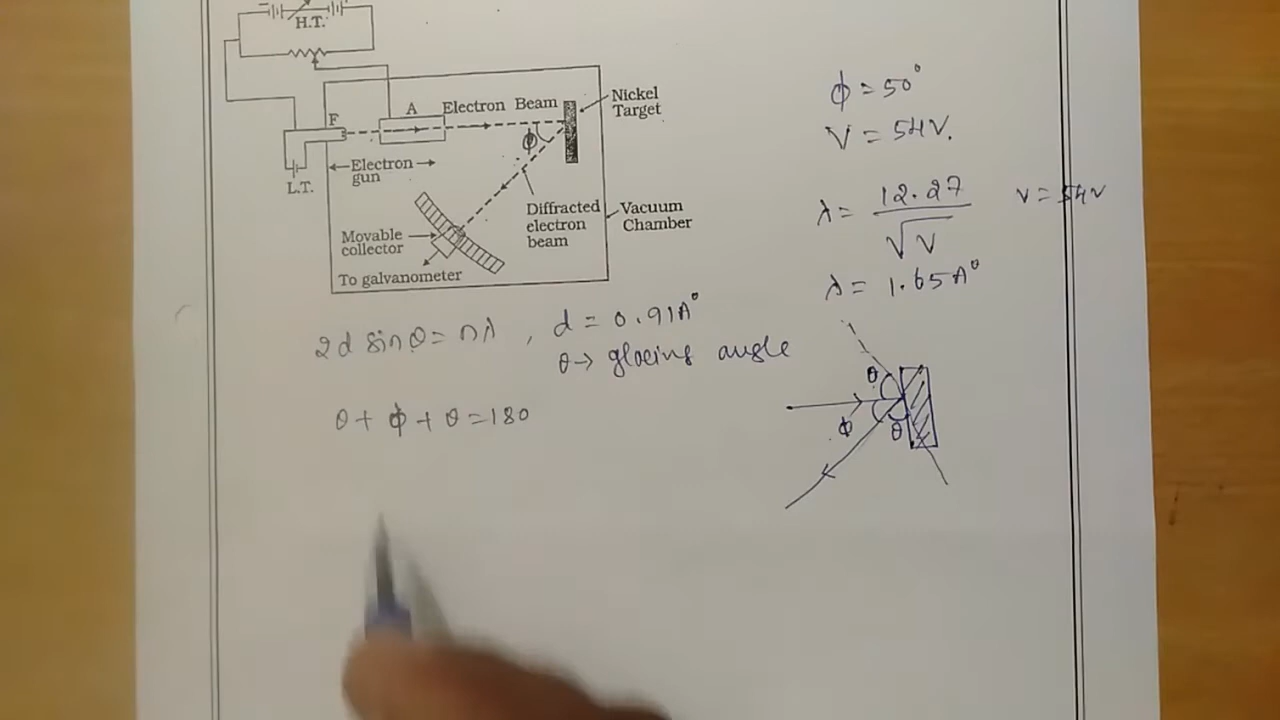 H.T.
A Electron Beam
Nickel
Target
F
ϕ
Electron
gun
L.T.
Diffracted
electron
beam
Vacuum
Chamber
Movable
collector
To galvanometer
ϕ = 50°
V = 54V.
λ = 12.27 / √V V = 54V
λ = 1.65A°
2d sinθ = nλ , d = 0.91A°
θ → glacing angle
θ + ϕ + θ = 180
θ
ϕ θ